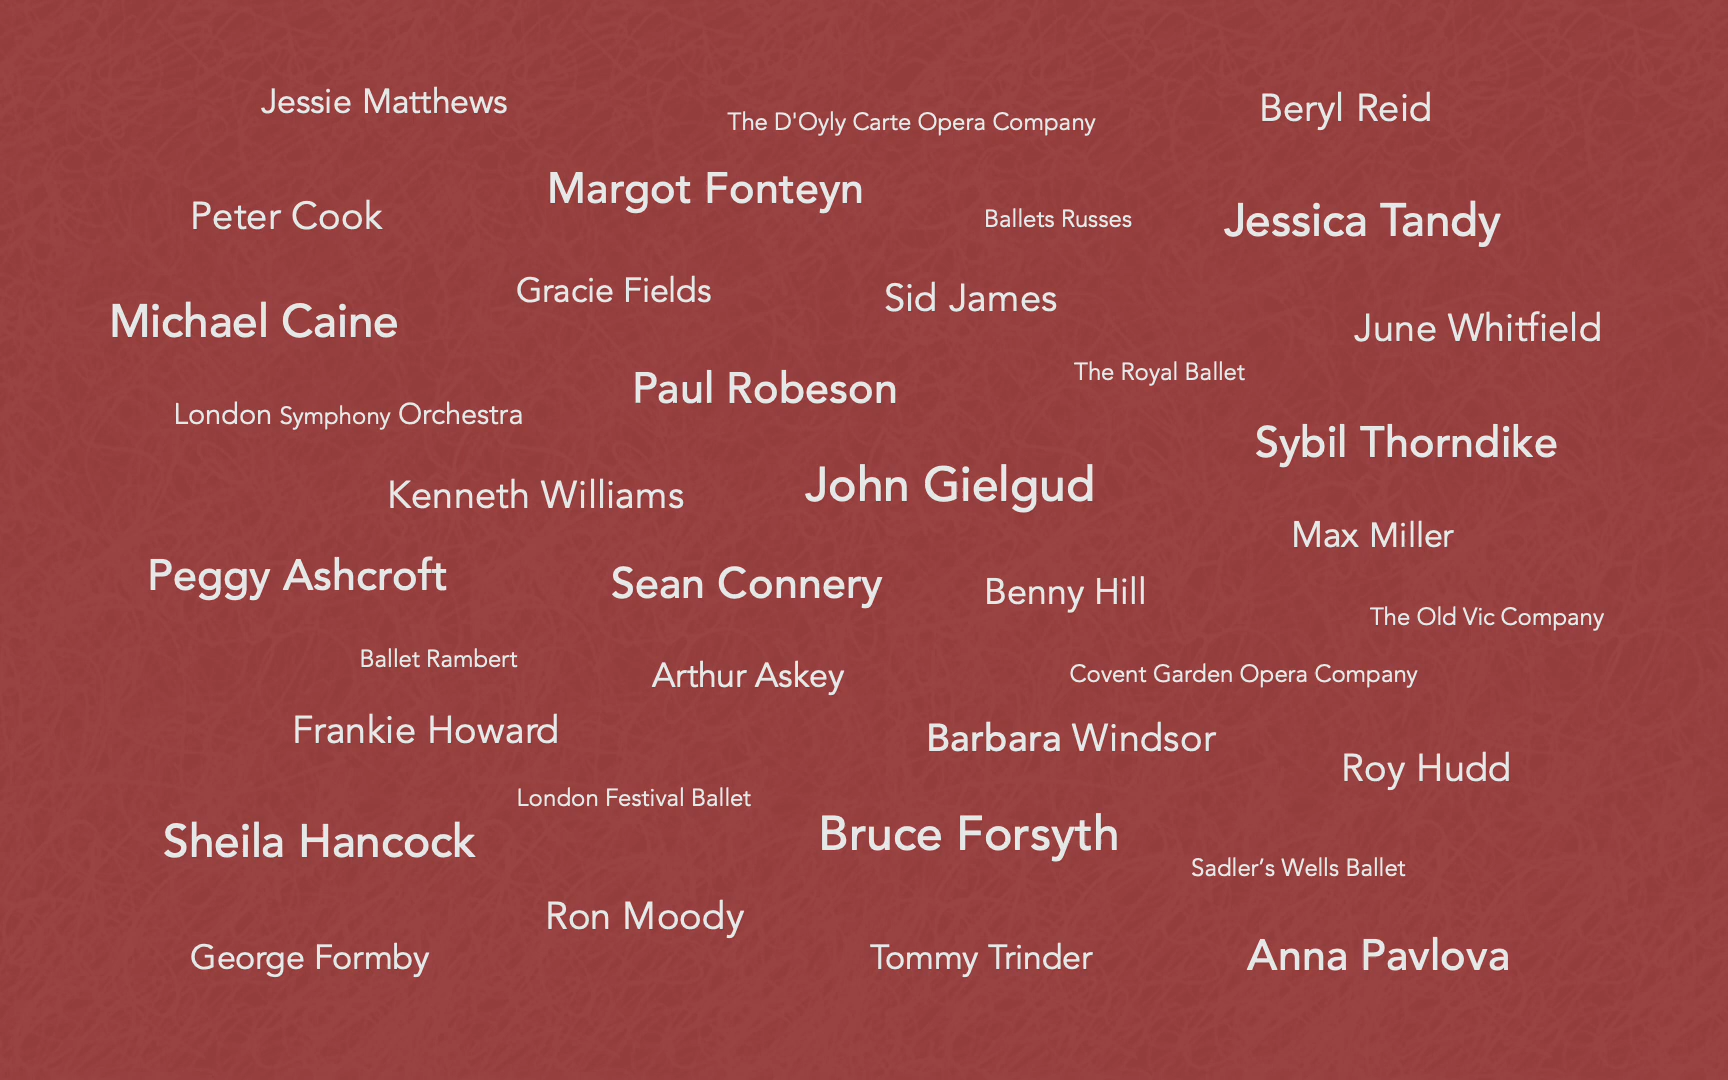 Jessie Matthews
The D'Oyly Carte Opera Company
Beryl Reid
Margot Fonteyn
Peter Cook
Ballets Russes
Jessica Tandy
Gracie Fields
Sid James
Michael Caine
June Whitfield
The Royal Ballet
Paul Robeson
London Symphony Orchestra
Sybil Thorndike
John Gielgud
Kenneth Williams
Max Miller
Peggy Ashcroft
Sean Connery
Benny Hill
The Old Vic Company
Ballet Rambert
Arthur Askey
Covent Garden Opera Company
Frankie Howard
Barbara Windsor
Roy Hudd
London Festival Ballet
Sheila Hancock
Bruce Forsyth
Sadler’s Wells Ballet
Ron Moody
George Formby
Tommy Trinder
Anna Pavlova